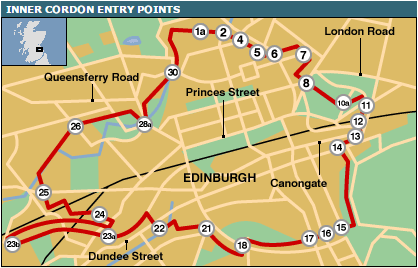 INNER CORDON ENTRY POINTS
1a
2
4
5
6
7
London Road
Queensferry Road
30
8
Princes Street
10a
11
12
28a
26
13
14
EDINBURGH
Canongate
25
24
23b
23a
22
21
18
17
16
15
Dundee Street